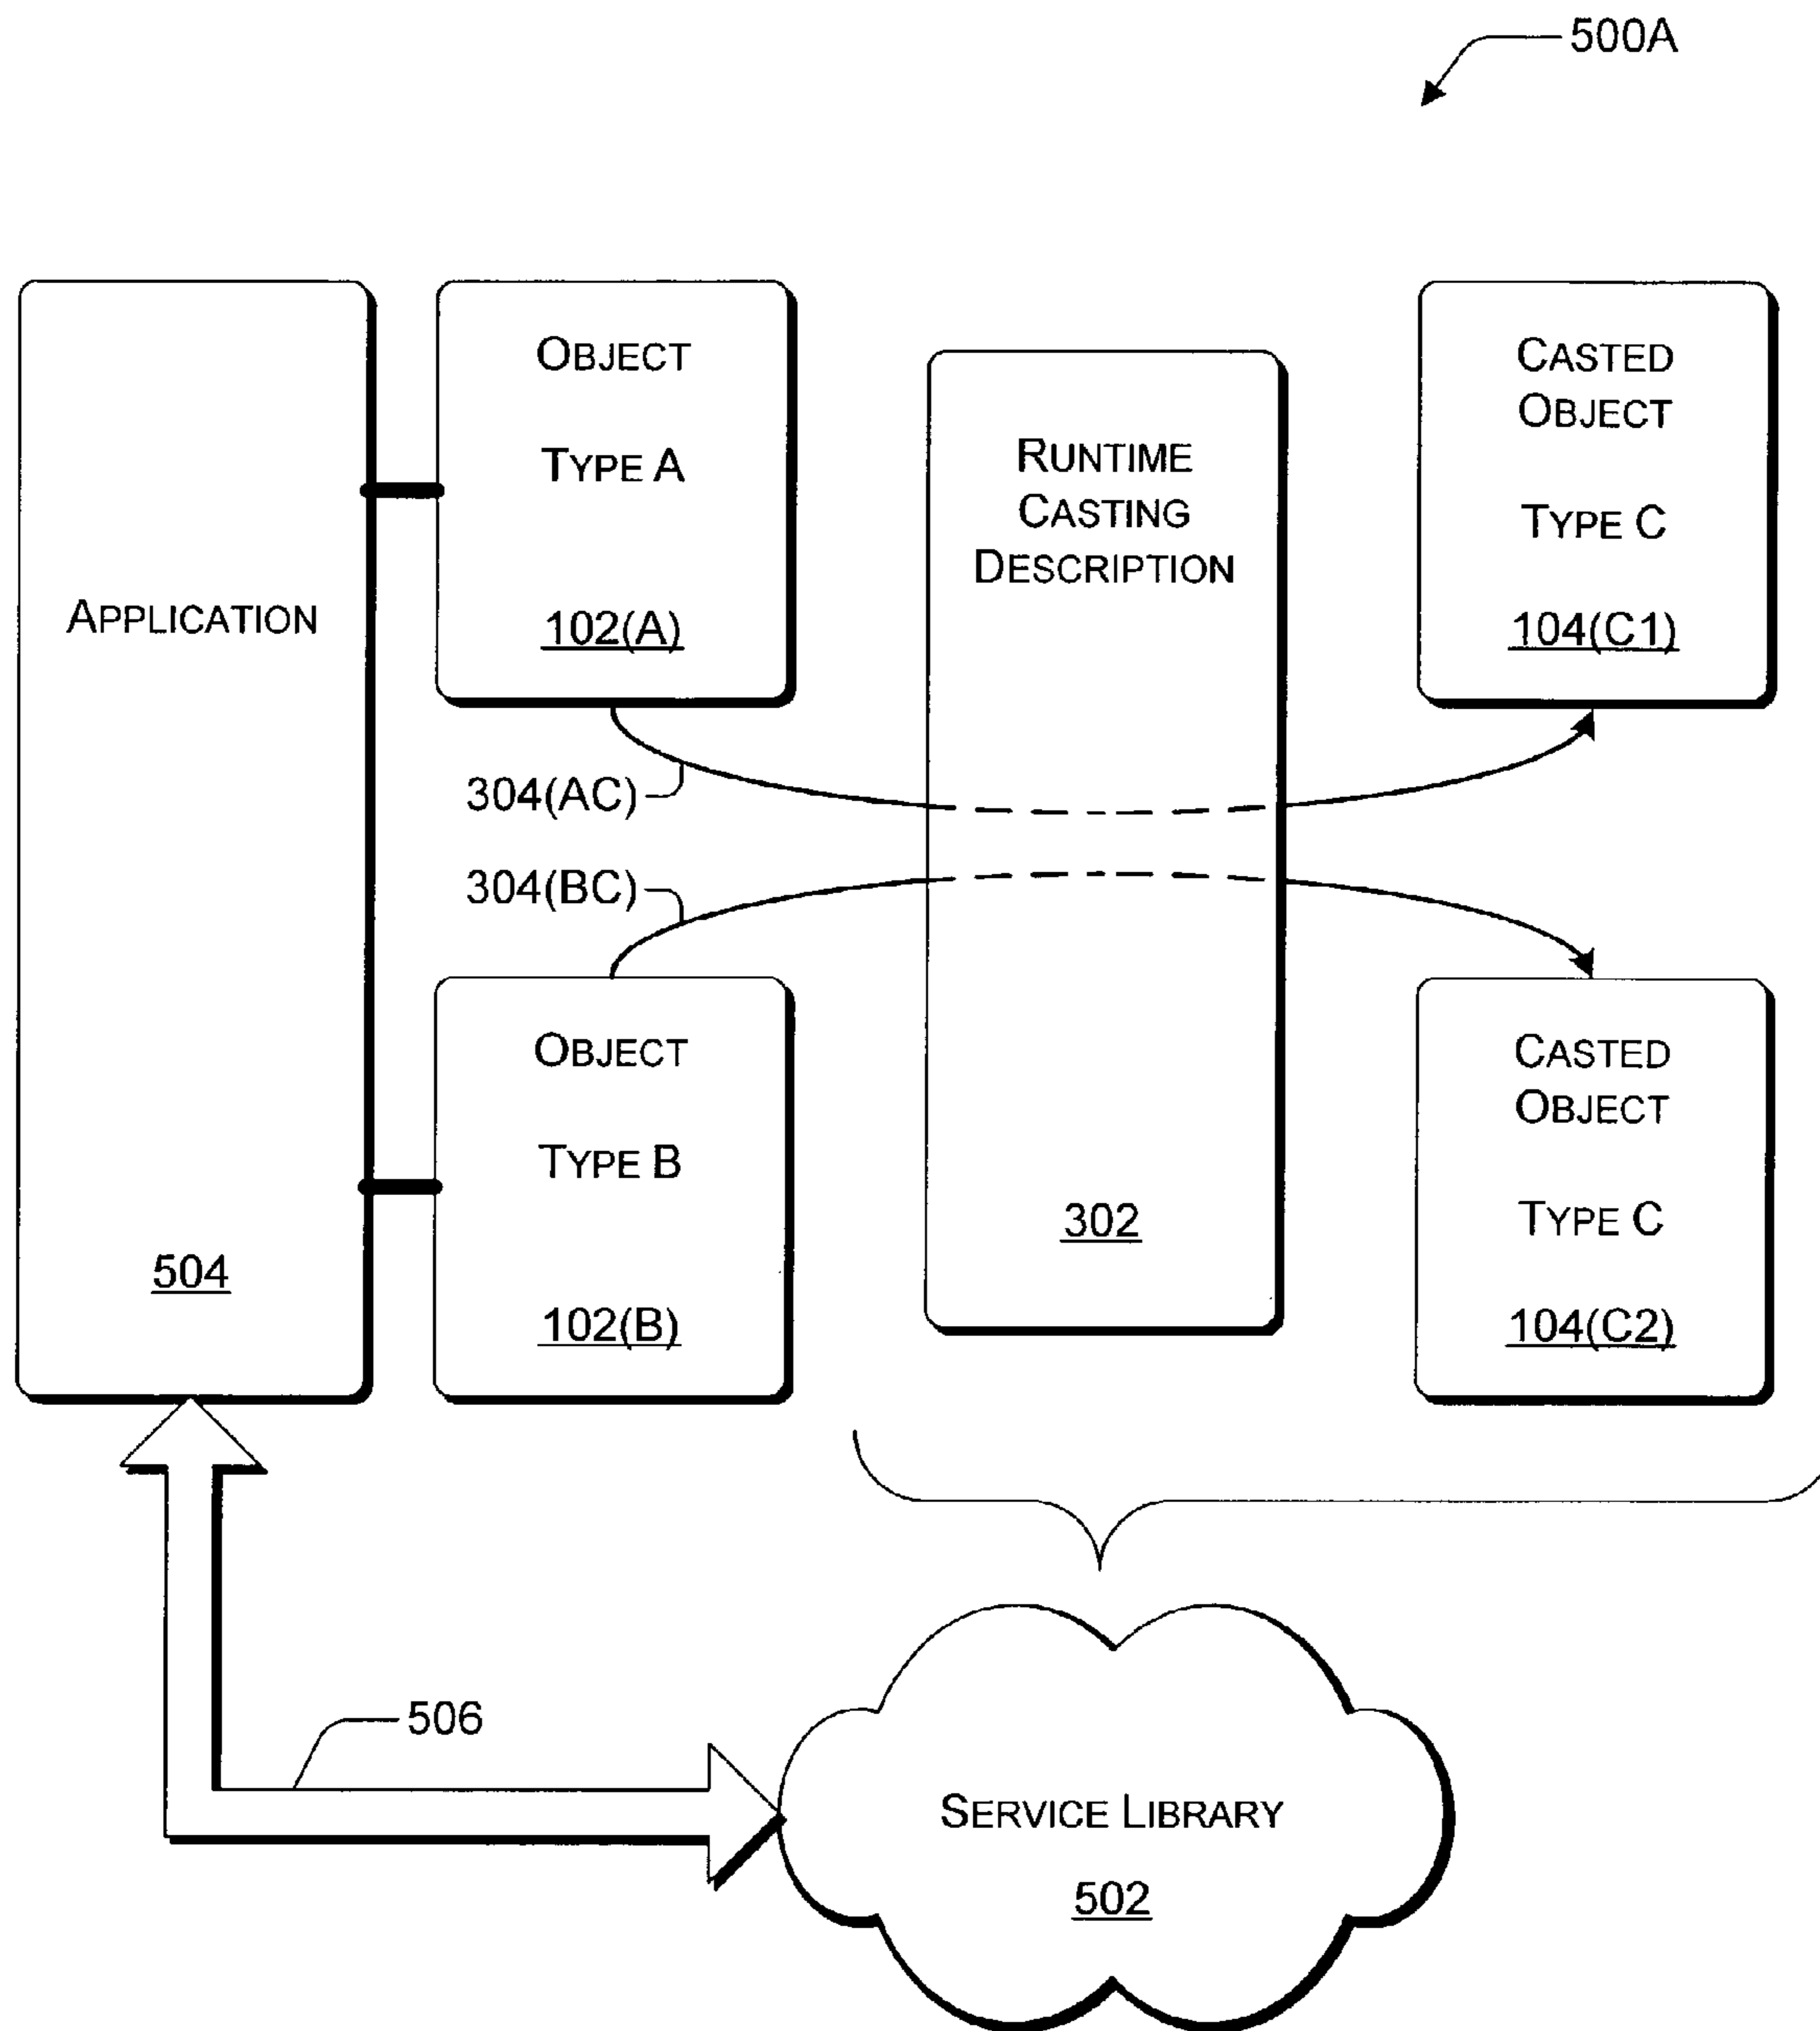 500A
APPLICATION
504
OBJECT
TYPE A
102(A)
304(AC)
304(BC)
OBJECT
TYPE B
102(B)
RUNTIME
CASTING
DESCRIPTION
302
CASTED
OBJECT
TYPE C
104(C1)
CASTED
OBJECT
TYPE C
104(C2)
506
SERVICE LIBRARY
502